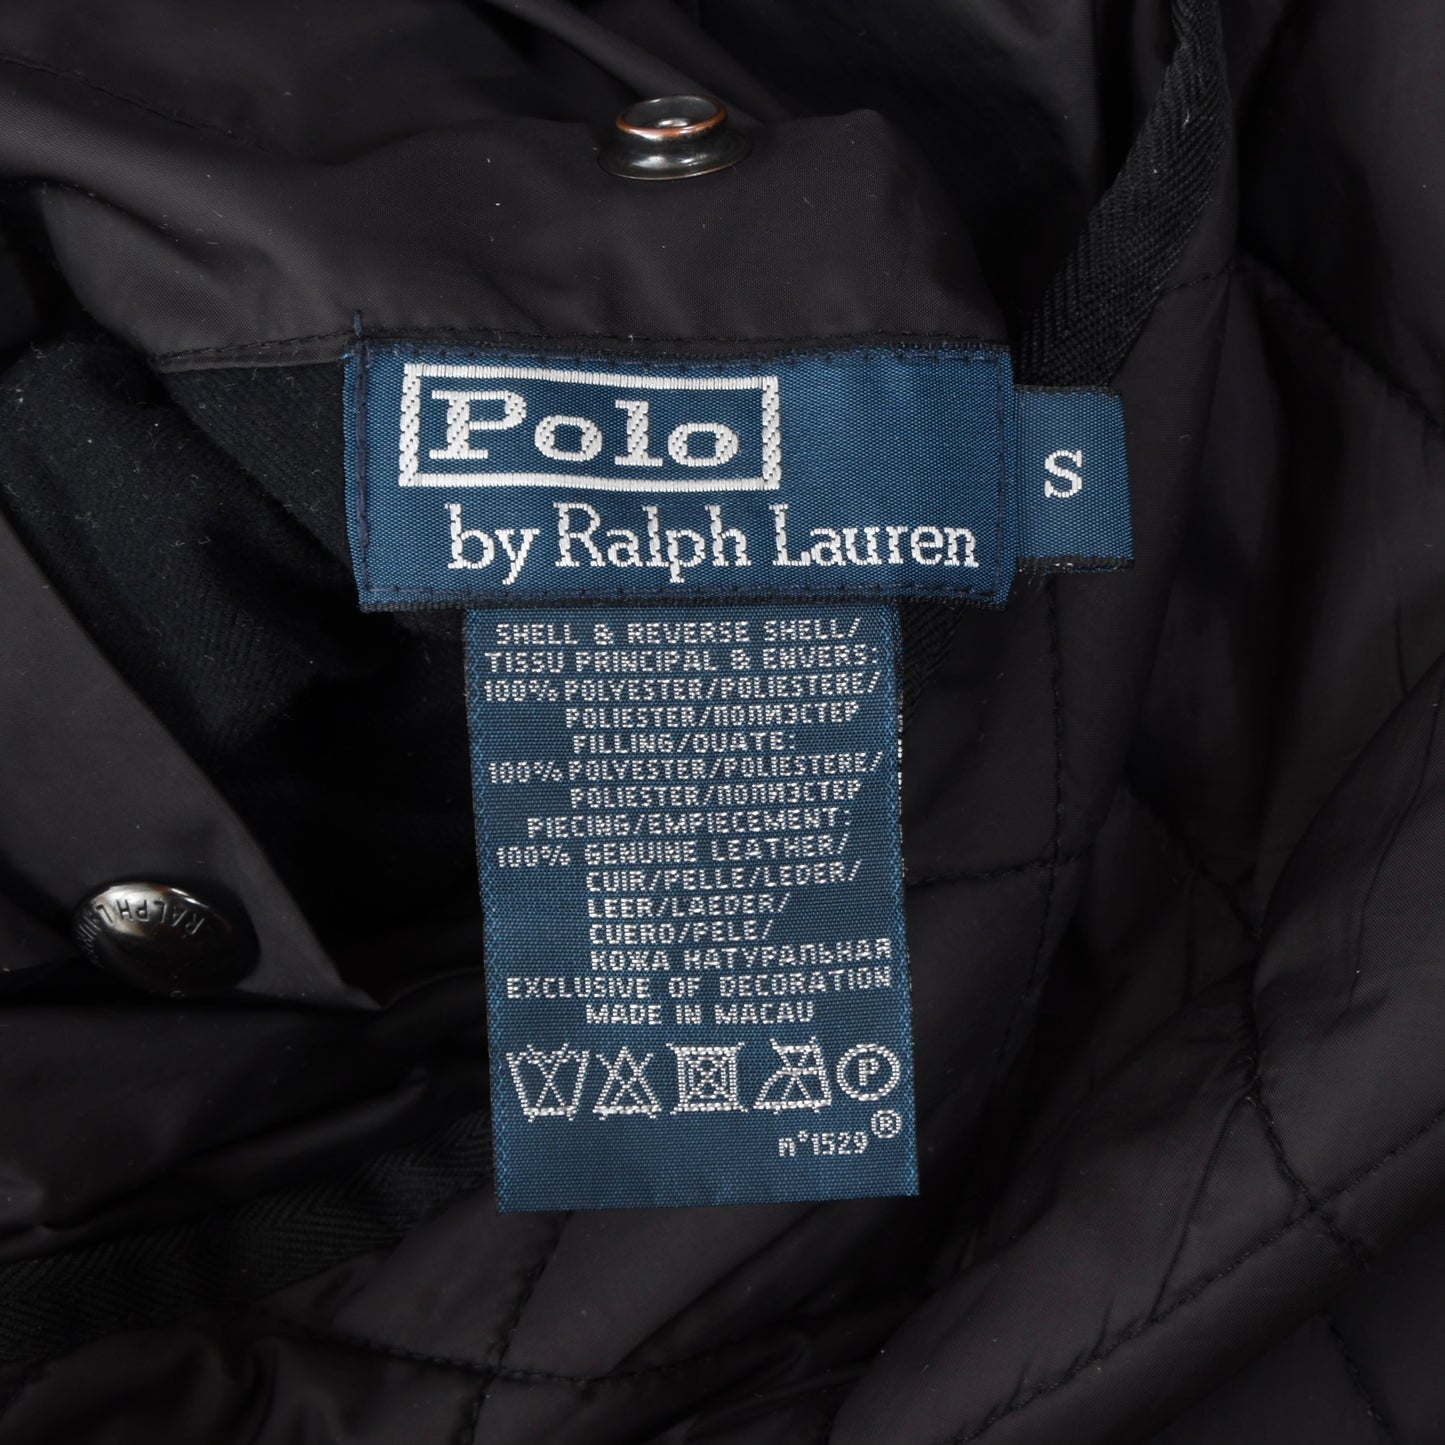 Polo
by Ralph Lauren
S
SHELL & REVERSE SHELL/
TISSU PRINCIPAL & ENVERS:
100% POLYESTER/POLIESTERE/
POLIESTER/ПОЛИЭСТЕР
FILLING/OUATE:
100% POLYESTER/POLIESTERE/
POLIESTER/ПОЛИЭСТЕР
PIECING/EMPIECEMENT:
100% GENUINE LEATHER/
CUIR/PELLE/LEDER/
LEER/LAEDER/
CUERO/PELE/
КОЖА НАТУРАЛЬНАЯ
EXCLUSIVE OF DECORATION
MADE IN MACAU
P
n°1529®
RALPH LAUREN